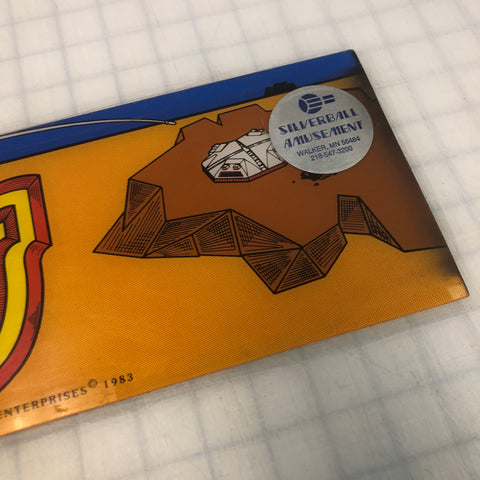 SILVERBALL
AMUSEMENT
WALKER, MN 56484
218-547-3200
ENTERPRISES © 1983